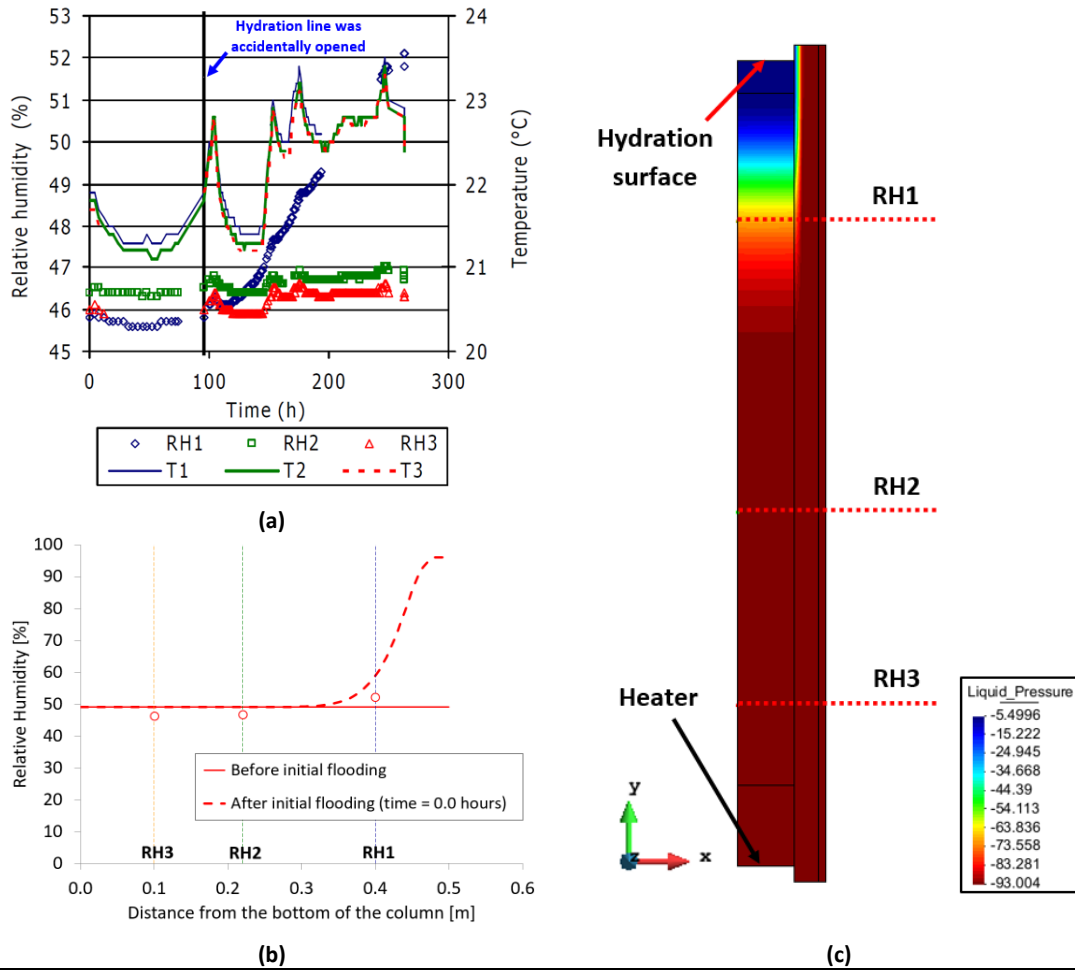 53
52
51
50
49
48
47
46
45
Relative humidity (%)
Hydration line was
accidentally opened
24
23
22
21
20
Temperature (°C)
0
100
200
300
Time (h)
RH1
RH2
RH3
T1
T2
T3
(a)
100
90
80
70
60
50
40
30
20
10
0
Relative Humidity [%]
Before initial flooding
After initial flooding (time = 0.0 hours)
RH3
RH2
RH1
0.0
0.1
0.2
0.3
0.4
0.5
0.6
Distance from the bottom of the column [m]
(b)
Hydration
surface
RH1
RH2
RH3
Heater
y
z
x
Liquid_Pressure
-5.4996
-15.222
-24.945
-34.668
-44.39
-54.113
-63.836
-73.558
-83.281
-93.004
(c)